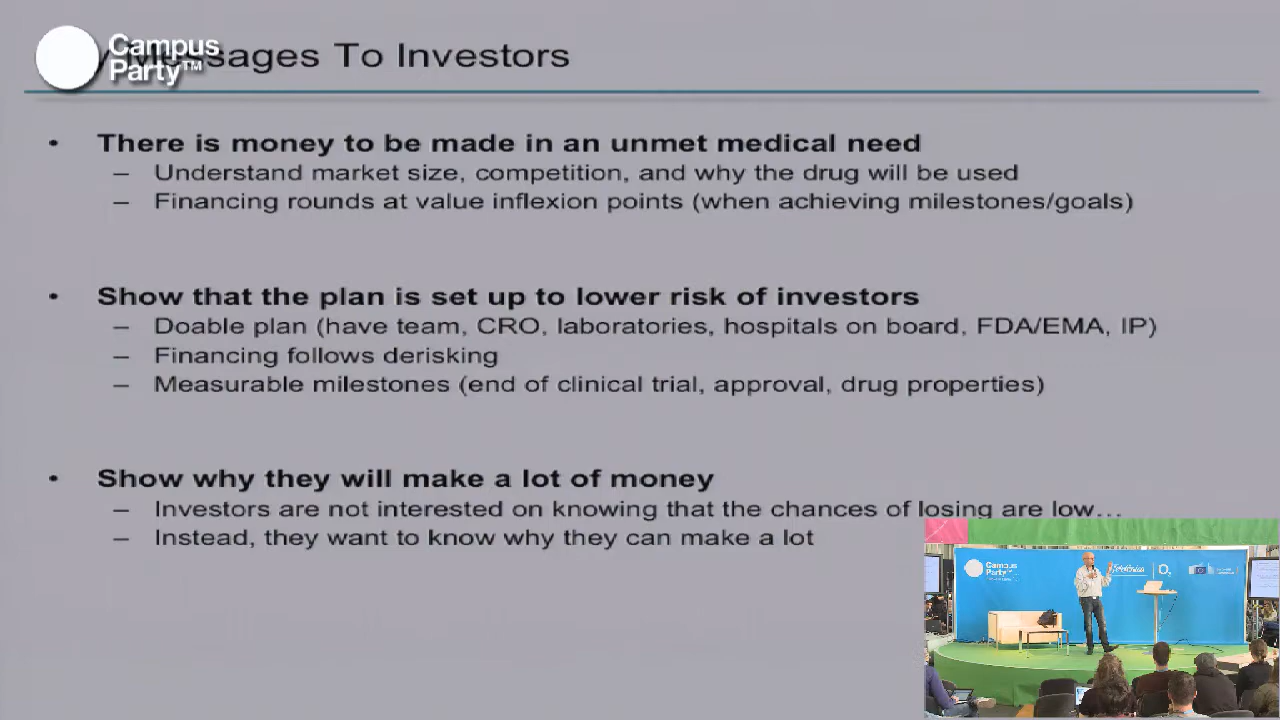 Campus
Party™
Messages To Investors
• There is money to be made in an unmet medical need
– Understand market size, competition, and why the drug will be used
– Financing rounds at value inflexion points (when achieving milestones/goals)
• Show that the plan is set up to lower risk of investors
– Doable plan (have team, CRO, laboratories, hospitals on board, FDA/EMA, IP)
– Financing follows derisking
– Measurable milestones (end of clinical trial, approval, drug properties)
• Show why they will make a lot of money
– Investors are not interested on knowing that the chances of losing are low…
– Instead, they want to know why they can make a lot
Campus
Party™
Telefónica
O₂